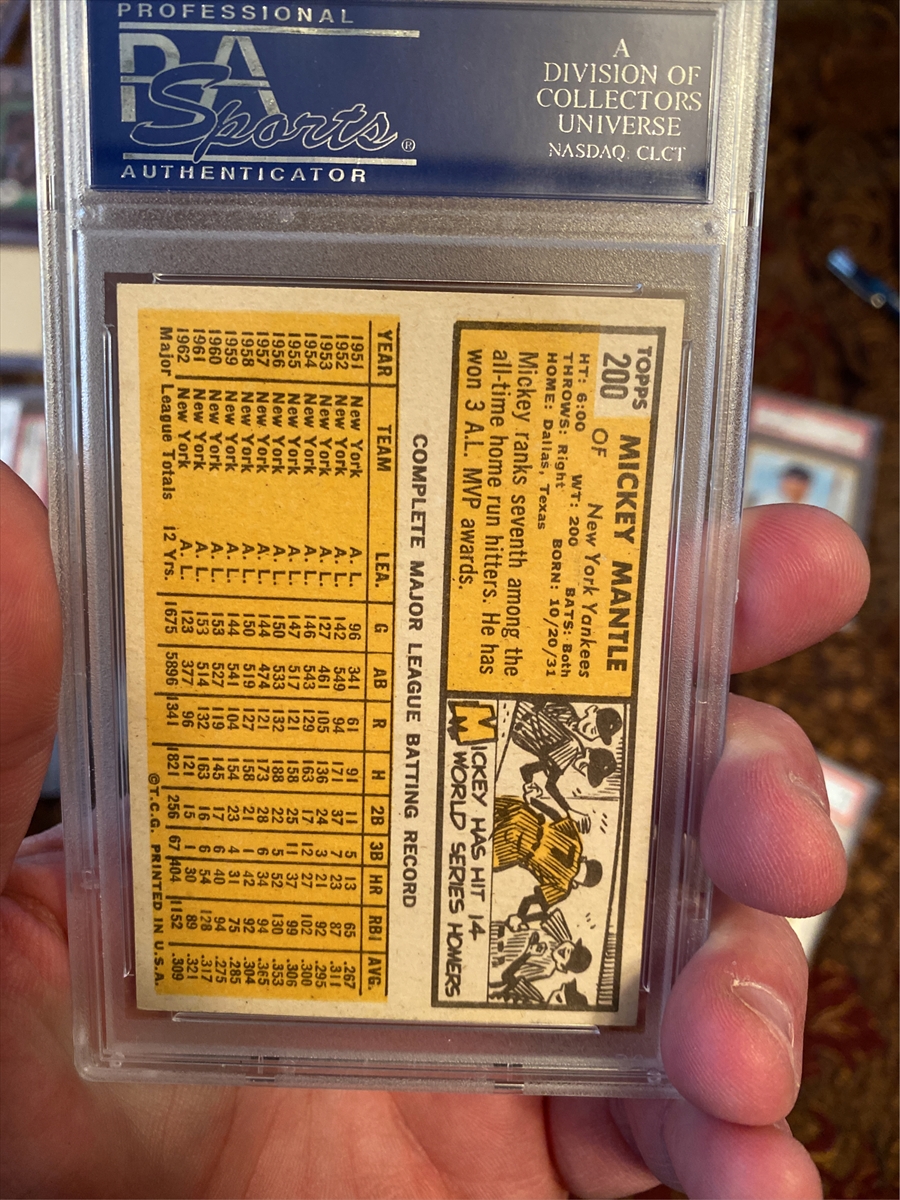 PROFESSIONAL
PSA
Sports®
AUTHENTICATOR
A
DIVISION OF
COLLECTORS
UNIVERSE
NASDAQ: CLCT
TOPPS
200
MICKEY MANTLE
OF New York Yankees
HT: 6:00 WT: 200 BATS: Both
THROWS: Right BORN: 10/20/31
HOME: Dallas, Texas
Mickey ranks seventh among the
all-time home run hitters. He has
won 3 A.L. MVP awards.
7
MICKEY HAS HIT 14
WORLD SERIES HOMERS
COMPLETE MAJOR LEAGUE BATTING RECORD
YEAR TEAM LEA. G AB R H 2B 3B HR RBI AVG.
1951 New York A. L. 96 341 61 91 11 5 13 65 .267
1952 New York A. L. 142 549 94 171 37 7 23 87 .311
1953 New York A. L. 127 461 105 136 24 3 21 92 .295
1954 New York A. L. 146 543 129 163 17 12 27 102 .300
1955 New York A. L. 147 517 121 158 25 11 37 99 .306
1956 New York A. L. 150 533 132 188 22 5 52 130 .353
1957 New York A. L. 144 474 121 173 28 6 34 94 .365
1958 New York A. L. 150 519 127 158 21 1 42 92 .304
1959 New York A. L. 144 541 104 154 23 4 31 75 .285
1960 New York A. L. 153 527 119 145 17 6 40 94 .275
1961 New York A. L. 153 514 132 163 16 6 54 128 .317
1962 New York A. L. 123 377 96 121 15 1 30 89 .321
Major League Totals 12 Yrs. 1675 5896 1341 1821 256 67 404 1152 .309
©T.C.G. PRINTED IN U.S.A.